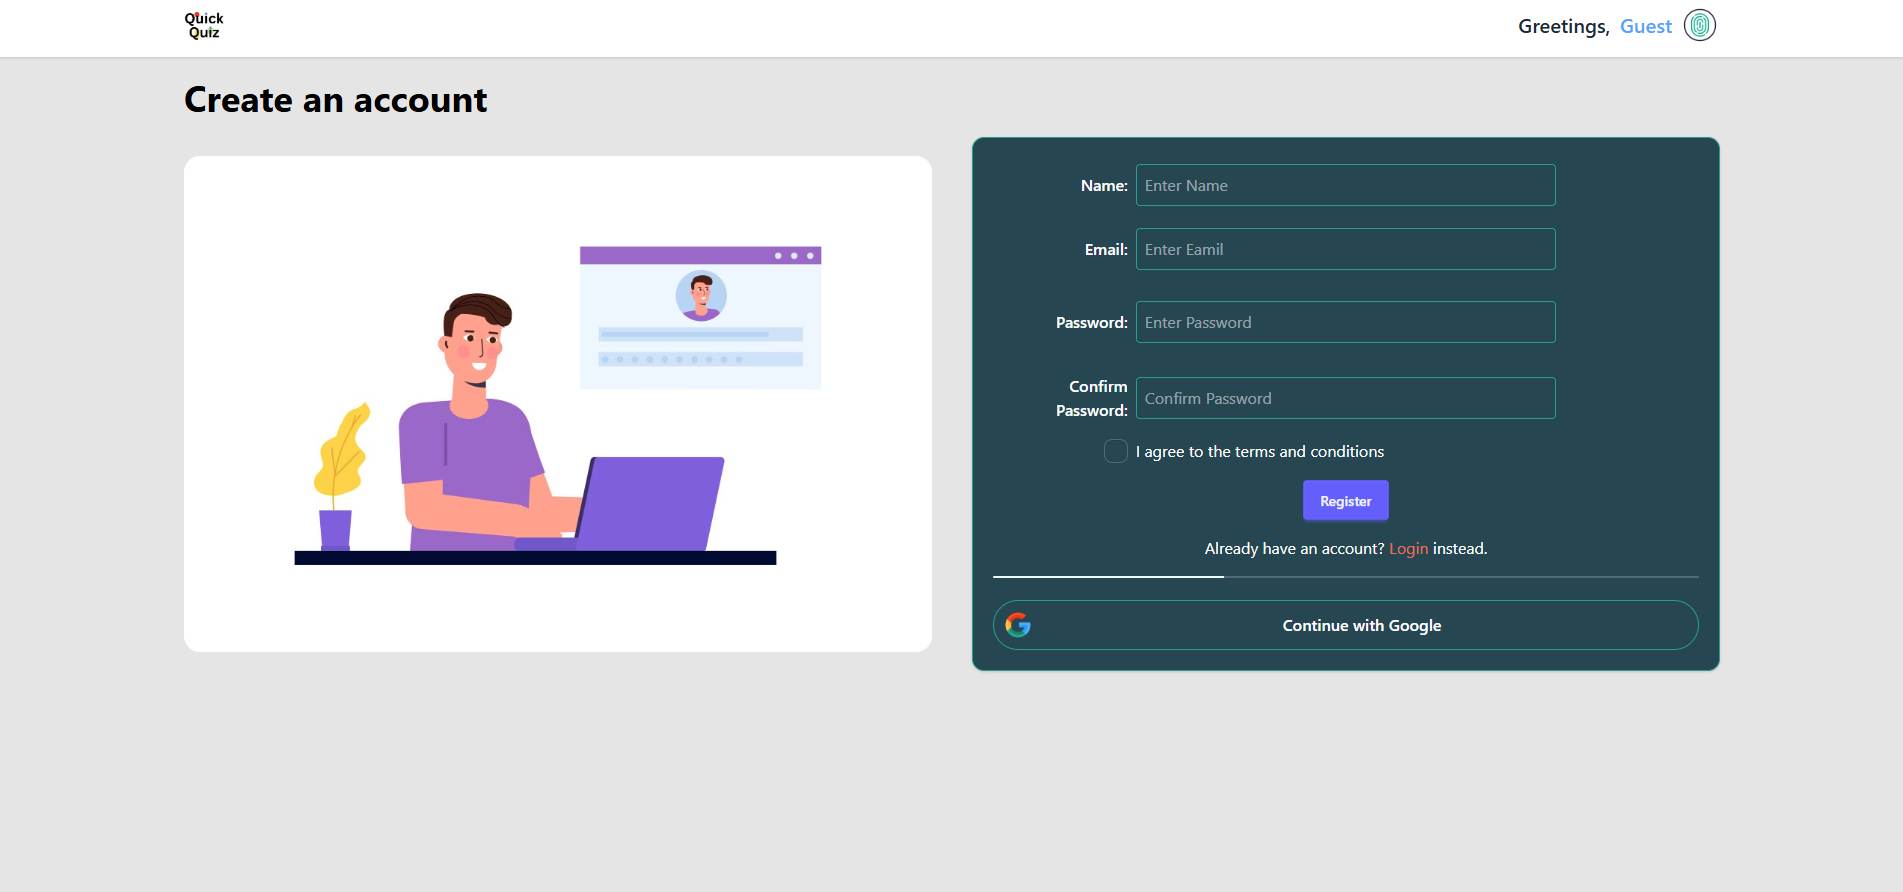 Quick
Quiz
Greetings, Guest
Create an account
Name: Enter Name
Email: Enter Eamil
Password: Enter Password
Confirm
Password: Confirm Password
I agree to the terms and conditions
Register
Already have an account? Login instead.
Continue with Google